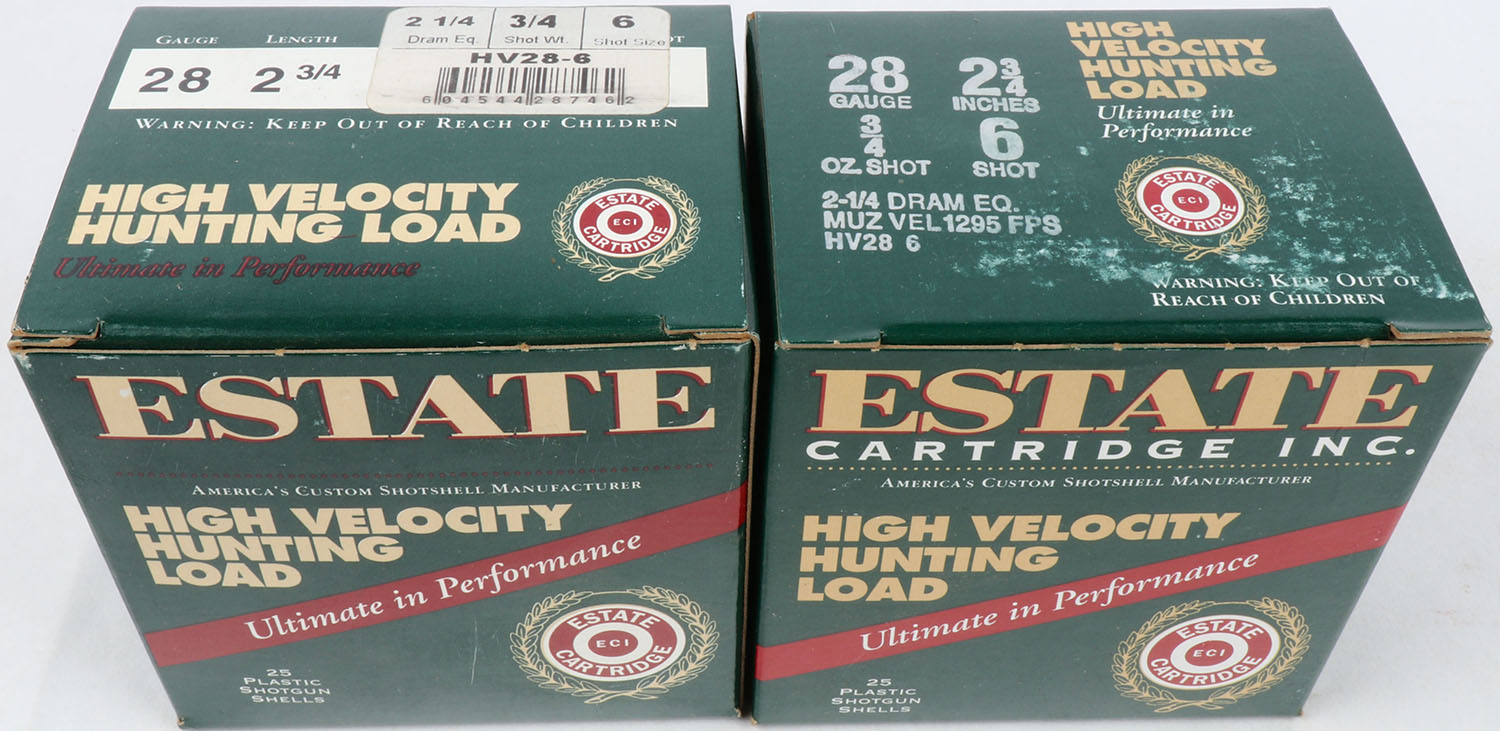 2 1/4 3/4 6
Dram Eq. Shot Wt. Shot Size
HV28-6
6 04544 28746 2
GAUGE LENGTH OT
28 2 3/4
WARNING: KEEP OUT OF REACH OF CHILDREN
HIGH VELOCITY
HUNTING LOAD
Ultimate in Performance
ESTATE
ECI
CARTRIDGE
ESTATE
AMERICA'S CUSTOM SHOTSHELL MANUFACTURER
HIGH VELOCITY
HUNTING
LOAD
Ultimate in Performance
ESTATE
ECI
CARTRIDGE
25
PLASTIC
SHOTGUN
SHELLS
28 2 3/4
GAUGE INCHES
3/4 6
OZ. SHOT SHOT
2-1/4 DRAM EQ.
MUZ VEL 1295 FPS
HV28 6
HIGH
VELOCITY
HUNTING
LOAD
Ultimate in
Performance
ESTATE
ECI
CARTRIDGE
WARNING: KEEP OUT OF
REACH OF CHILDREN
ESTATE
CARTRIDGE INC.
AMERICA'S CUSTOM SHOTSHELL MANUFACTURER
HIGH VELOCITY
HUNTING
LOAD
Ultimate in Performance
ESTATE
ECI
CARTRIDGE
25
PLASTIC
SHOTGUN
SHELLS